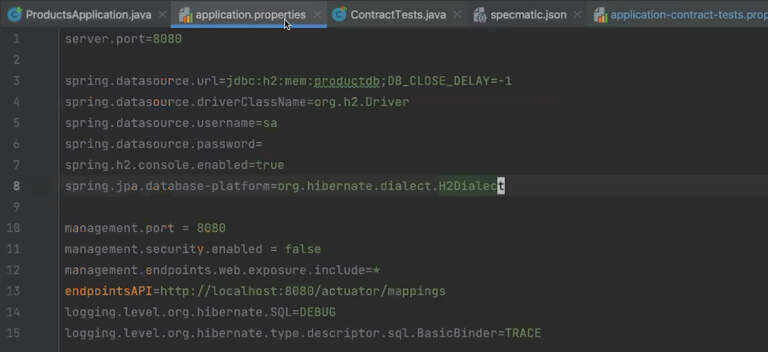 ProductsApplication.java application.properties ContractTests.java specmatic.json application-contract-tests.prop
1 server.port=8080
2
3 spring.datasource.url=jdbc:h2:mem:productdb;DB_CLOSE_DELAY=-1
4 spring.datasource.driverClassName=org.h2.Driver
5 spring.datasource.username=sa
6 spring.datasource.password=
7 spring.h2.console.enabled=true
8 spring.jpa.database-platform=org.hibernate.dialect.H2Dialect
9
10 management.port = 8080
11 management.security.enabled = false
12 management.endpoints.web.exposure.include=*
13 endpointsAPI=http://localhost:8080/actuator/mappings
14 logging.level.org.hibernate.SQL=DEBUG
15 logging.level.org.hibernate.type.descriptor.sql.BasicBinder=TRACE